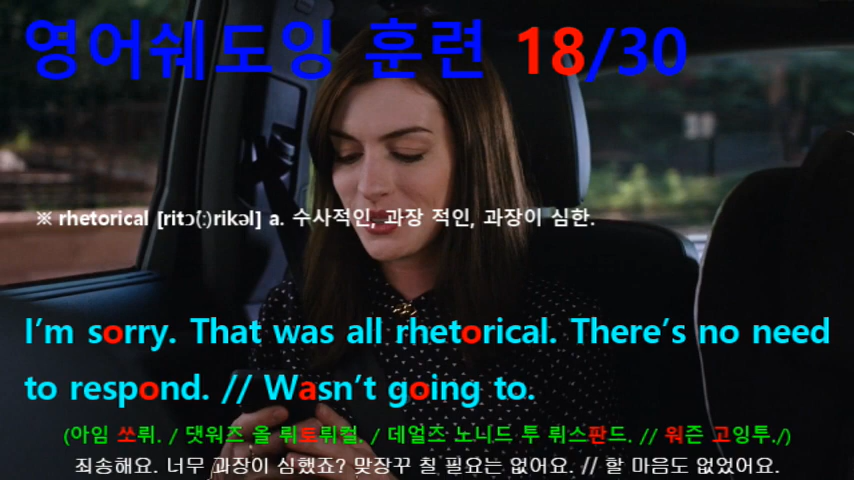 영어쉐도잉 훈련 18/30
※ rhetorical [ritɔ(:)rikəl] a. 수사적인, 과장 적인, 과장이 심한.
I'm sorry. That was all rhetorical. There's no need
to respond. // Wasn't going to.
(아임 쏘뤼. / 댓워즈 올 뤼토뤼컬. / 데얼즈 노니드 투 뤼스판드. // 워즌 고잉투./)
죄송해요. 너무 과장이 심했죠? 맞장꾸 칠 필요는 없어요. // 할 마음도 없었어요.